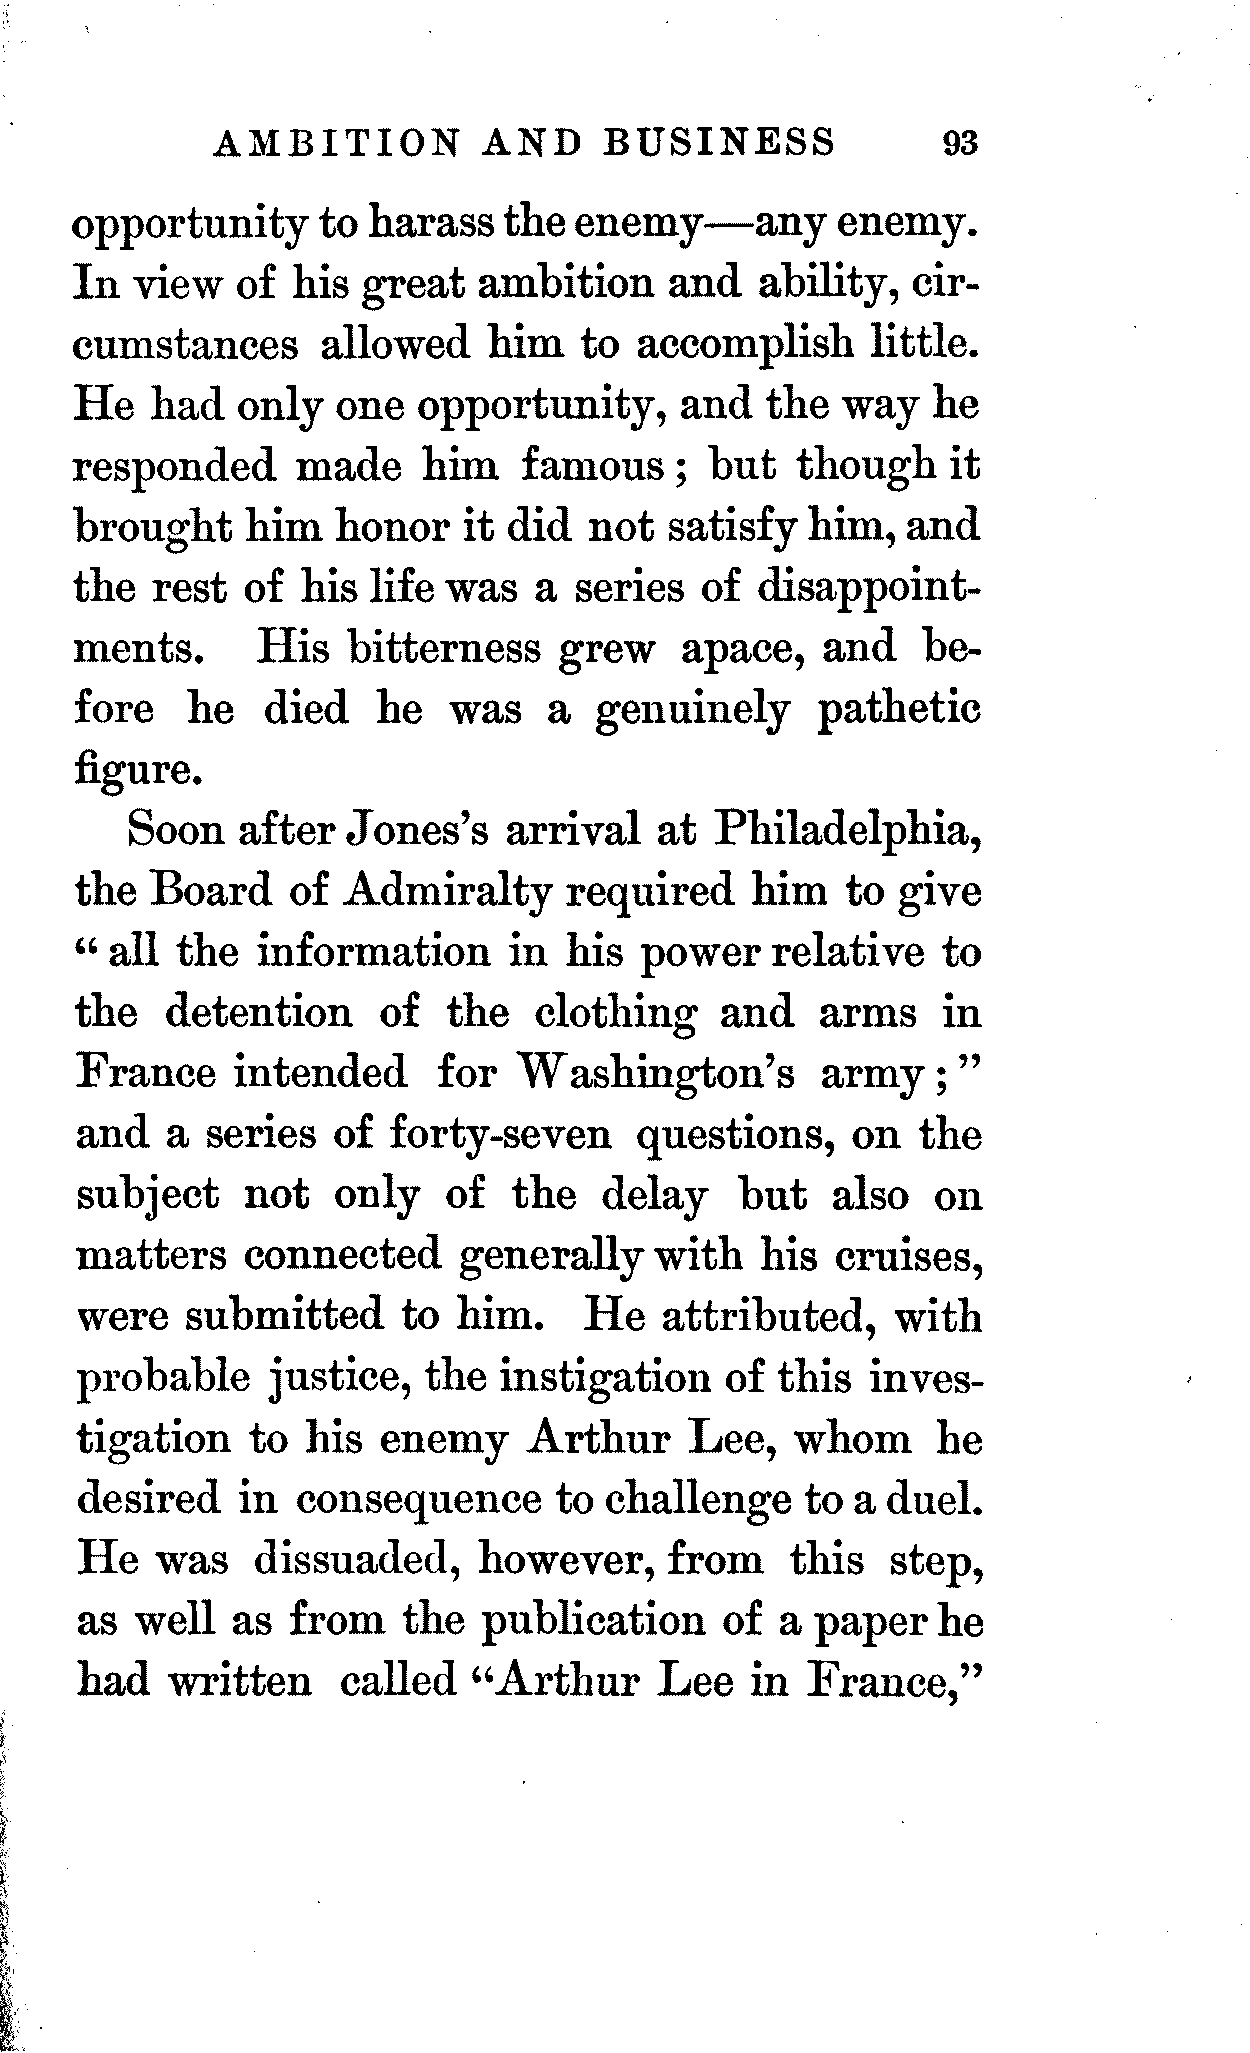 AMBITION AND BUSINESS 93
opportunity to harass the enemy—any enemy.
In view of his great ambition and ability, cir-
cumstances allowed him to accomplish little.
He had only one opportunity, and the way he
responded made him famous ; but though it
brought him honor it did not satisfy him, and
the rest of his life was a series of disappoint-
ments. His bitterness grew apace, and be-
fore he died he was a genuinely pathetic
figure.
Soon after Jones's arrival at Philadelphia,
the Board of Admiralty required him to give
“ all the information in his power relative to
the detention of the clothing and arms in
France intended for Washington's army ; ”
and a series of forty-seven questions, on the
subject not only of the delay but also on
matters connected generally with his cruises,
were submitted to him. He attributed, with
probable justice, the instigation of this inves-
tigation to his enemy Arthur Lee, whom he
desired in consequence to challenge to a duel.
He was dissuaded, however, from this step,
as well as from the publication of a paper he
had written called “Arthur Lee in France,”